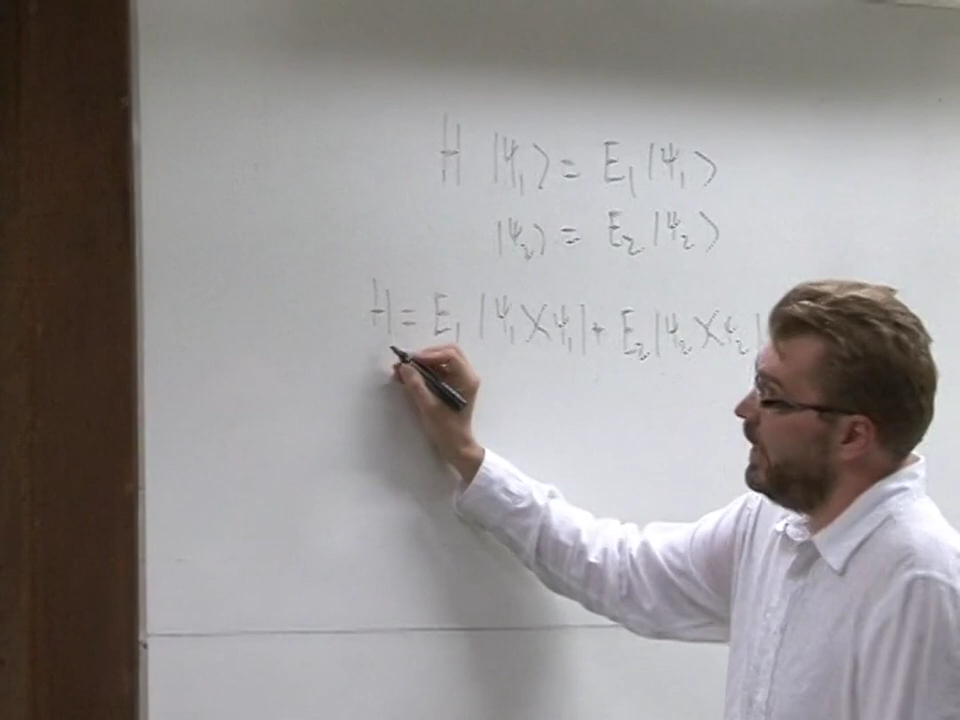 H |ψ₁⟩ = E₁ |ψ₁⟩
|ψ₂⟩ = E₂ |ψ₂⟩
H = E₁ |ψ₁⟩⟨ψ₁| + E₂ |ψ₂⟩⟨ψ₂|